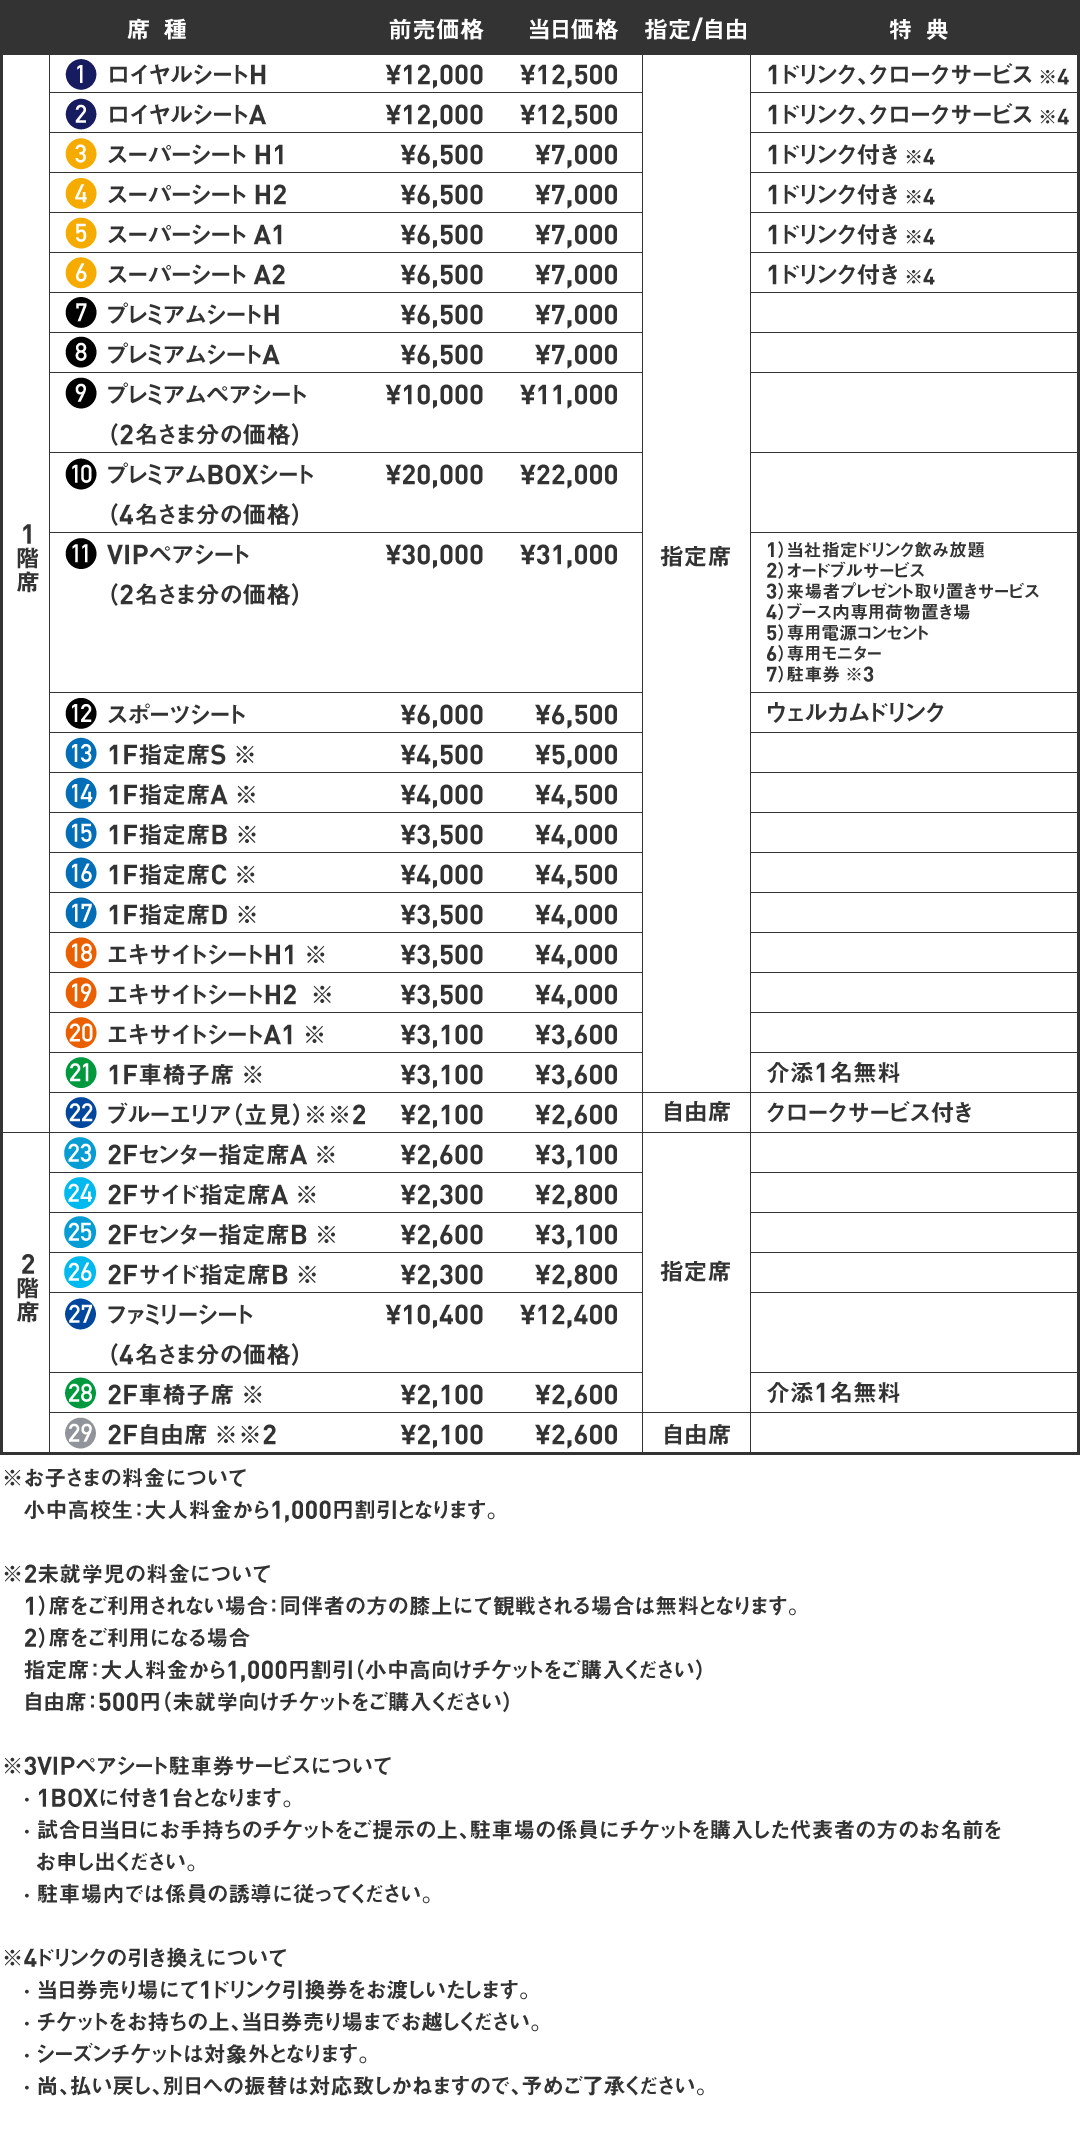 席 種 前売価格 当日価格 指定/自由 特 典
1階席
1 ロイヤルシートH ¥12,000 ¥12,500 1ドリンク、クロークサービス ※4
2 ロイヤルシートA ¥12,000 ¥12,500 1ドリンク、クロークサービス ※4
3 スーパーシート H1 ¥6,500 ¥7,000 1ドリンク付き ※4
4 スーパーシート H2 ¥6,500 ¥7,000 1ドリンク付き ※4
5 スーパーシート A1 ¥6,500 ¥7,000 1ドリンク付き ※4
6 スーパーシート A2 ¥6,500 ¥7,000 1ドリンク付き ※4
7 プレミアムシートH ¥6,500 ¥7,000
8 プレミアムシートA ¥6,500 ¥7,000
9 プレミアムペアシート ¥10,000 ¥11,000
（2名さま分の価格）
10 プレミアムBOXシート ¥20,000 ¥22,000
（4名さま分の価格）
11 VIPペアシート ¥30,000 ¥31,000 指定席
（2名さま分の価格）
1）当社指定ドリンク飲み放題
2）オードブルサービス
3）来場者プレゼント取り置きサービス
4）ブース内専用荷物置き場
5）専用電源コンセント
6）専用モニター
7）駐車券 ※3
12 スポーツシート ¥6,000 ¥6,500 ウェルカムドリンク
13 1F指定席S ※ ¥4,500 ¥5,000
14 1F指定席A ※ ¥4,000 ¥4,500
15 1F指定席B ※ ¥3,500 ¥4,000
16 1F指定席C ※ ¥4,000 ¥4,500
17 1F指定席D ※ ¥3,500 ¥4,000
18 エキサイトシートH1 ※ ¥3,500 ¥4,000
19 エキサイトシートH2 ※ ¥3,500 ¥4,000
20 エキサイトシートA1 ※ ¥3,100 ¥3,600
21 1F車椅子席 ※ ¥3,100 ¥3,600 介添1名無料
22 ブルーエリア（立見）※※2 ¥2,100 ¥2,600 自由席 クロークサービス付き
2階席
23 2Fセンター指定席A ※ ¥2,600 ¥3,100
24 2Fサイド指定席A ※ ¥2,300 ¥2,800
25 2Fセンター指定席B ※ ¥2,600 ¥3,100
26 2Fサイド指定席B ※ ¥2,300 ¥2,800 指定席
27 ファミリーシート ¥10,400 ¥12,400
（4名さま分の価格）
28 2F車椅子席 ※ ¥2,100 ¥2,600 介添1名無料
29 2F自由席 ※※2 ¥2,100 ¥2,600 自由席
※お子さまの料金について
小中高校生：大人料金から1,000円割引となります。
※2未就学児の料金について
1）席をご利用されない場合：同伴者の方の膝上にて観戦される場合は無料となります。
2）席をご利用になる場合
指定席：大人料金から1,000円割引（小中高向けチケットをご購入ください）
自由席：500円（未就学向けチケットをご購入ください）
※3VIPペアシート駐車券サービスについて
・1BOXに付き1台となります。
・試合日当日にお手持ちのチケットをご提示の上、駐車場の係員にチケットを購入した代表者の方のお名前を
お申し出ください。
・駐車場内では係員の誘導に従ってください。
※4ドリンクの引き換えについて
・当日券売り場にて1ドリンク引換券をお渡しいたします。
・チケットをお持ちの上、当日券売り場までお越しください。
・シーズンチケットは対象外となります。
・尚、払い戻し、別日への振替は対応致しかねますので、予めご了承ください。